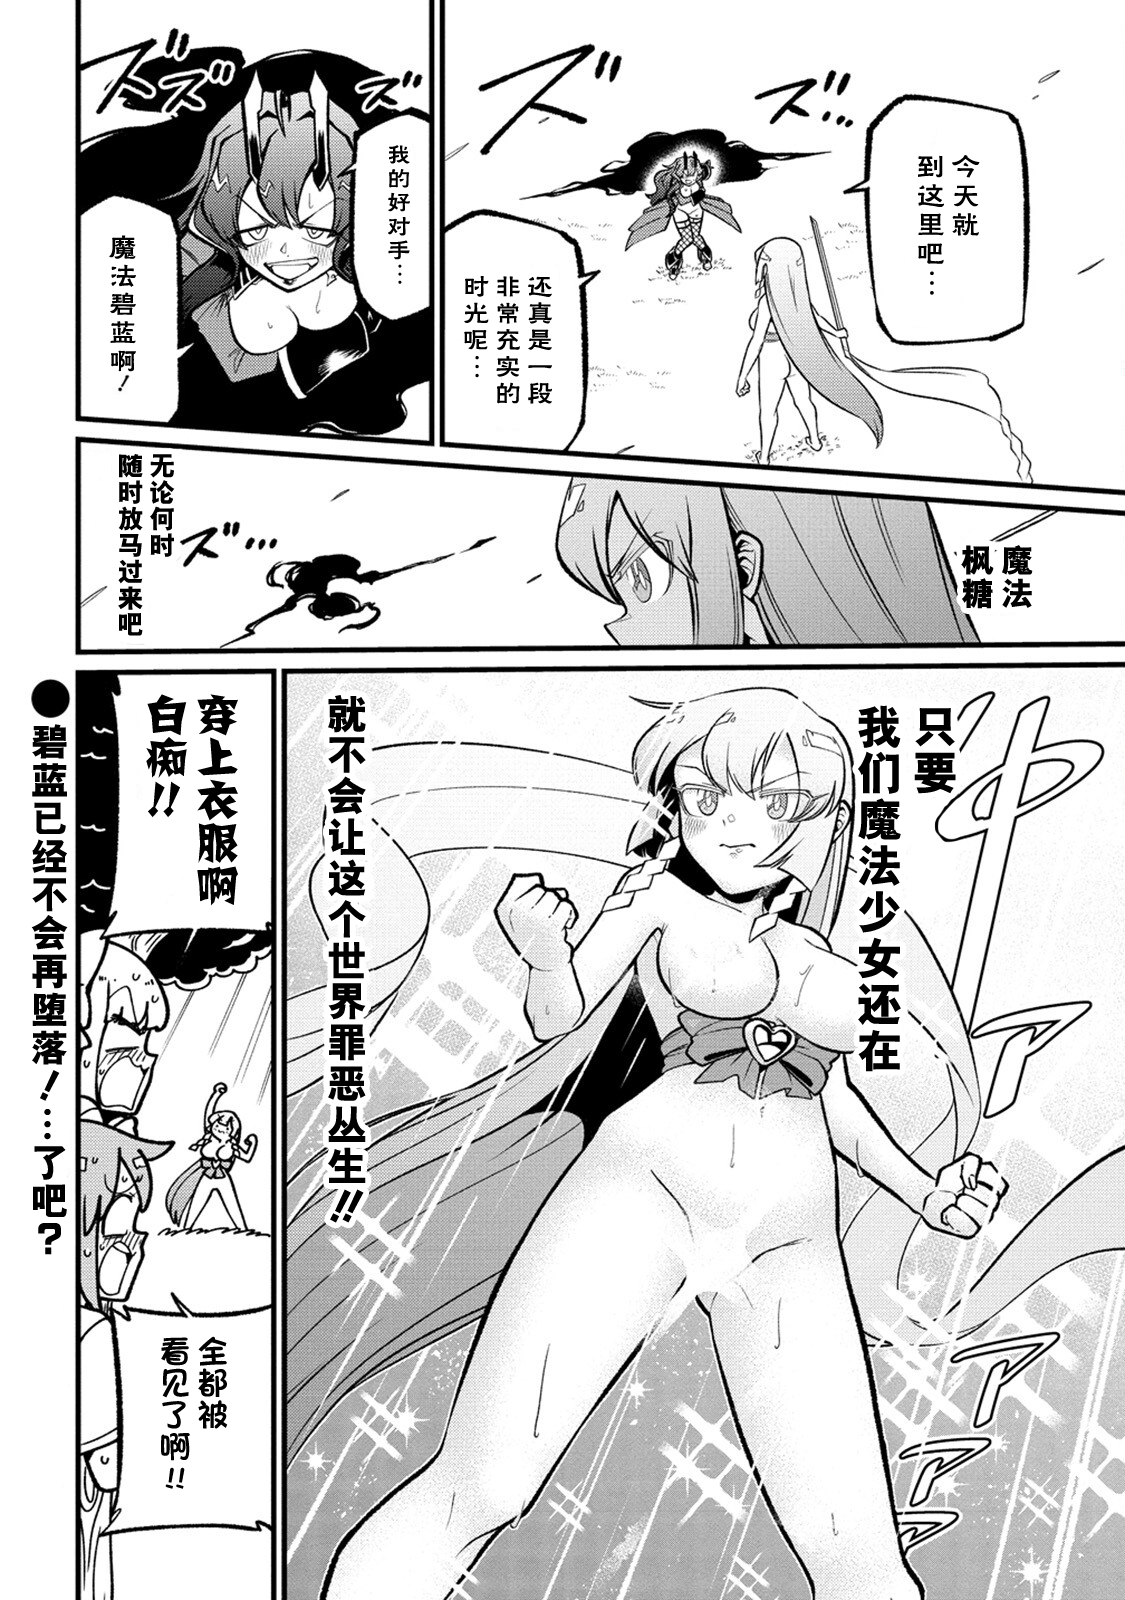 ズズズ…
今天就
到这里吧…
还真是一段
非常充实的
时光呢…
ズズズ
ズズズ…
我的好对手…
魔法碧蓝啊！
魔法
枫糖
ズ…
无论何时
随时放马过来吧
只要
我们魔法少女还在
就不会让这个世界罪恶丛生！！
穿上衣服啊
白痴！！
全都被
看见了啊！！
●碧蓝已经不会再堕落！…了吧？